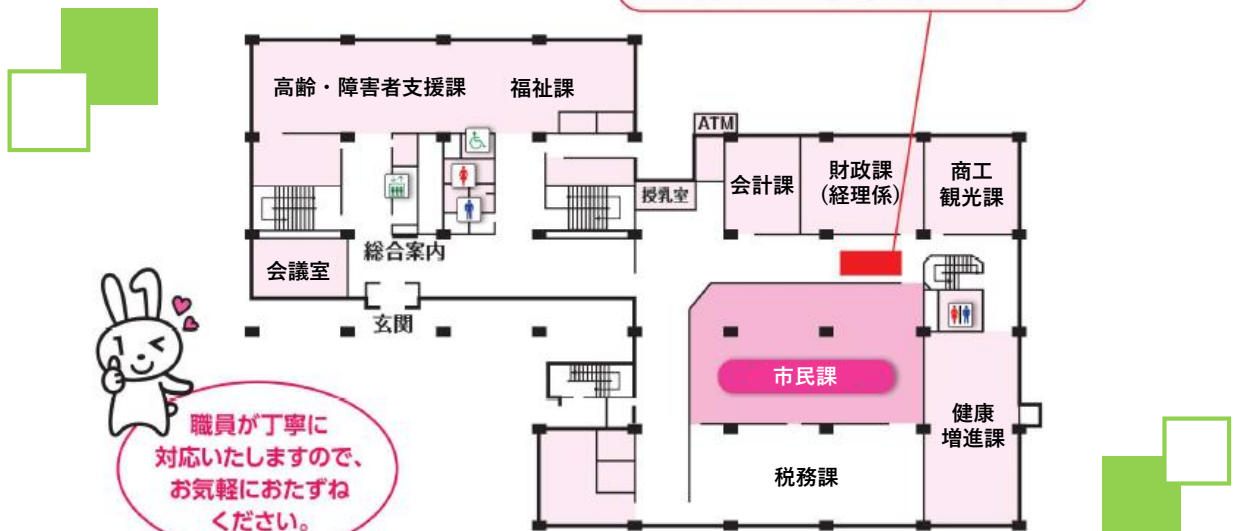 高齢・障害者支援課
福祉課
ATM
授乳室
会計課
財政課
(経理係)
商工
観光課
総合案内
会議室
玄関
市民課
健康
増進課
税務課
職員が丁寧に
対応いたしますので、
お気軽におたずね
ください。